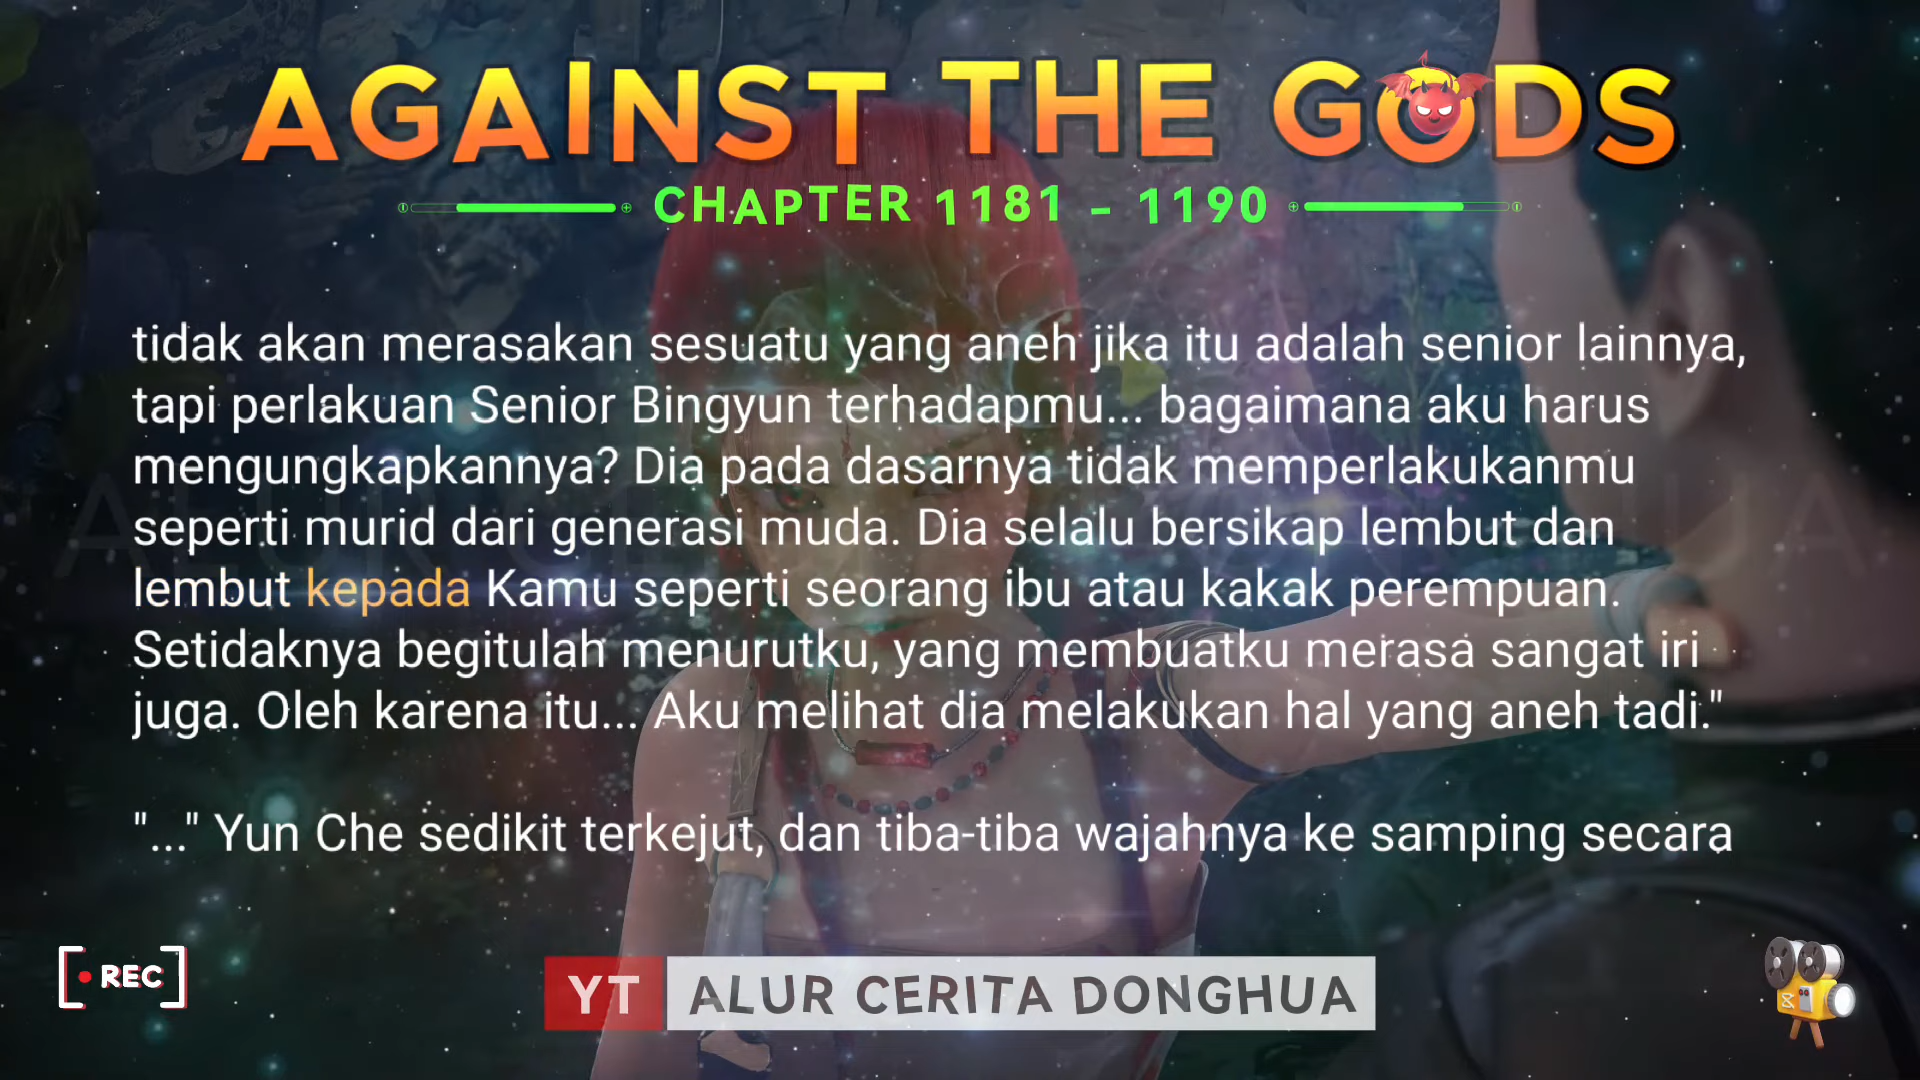 AGAINST THE GODS
CHAPTER 1181 - 1190
tidak akan merasakan sesuatu yang aneh jika itu adalah senior lainnya,
tapi perlakuan Senior Bingyun terhadapmu... bagaimana aku harus
mengungkapkannya? Dia pada dasarnya tidak memperlakukanmu
seperti murid dari generasi muda. Dia selalu bersikap lembut dan
lembut kepada Kamu seperti seorang ibu atau kakak perempuan.
Setidaknya begitulah menurutku, yang membuatku merasa sangat iri
juga. Oleh karena itu... Aku melihat dia melakukan hal yang aneh tadi."
"..." Yun Che sedikit terkejut, dan tiba-tiba wajahnya ke samping secara
REC
YT ALUR CERITA DONGHUA